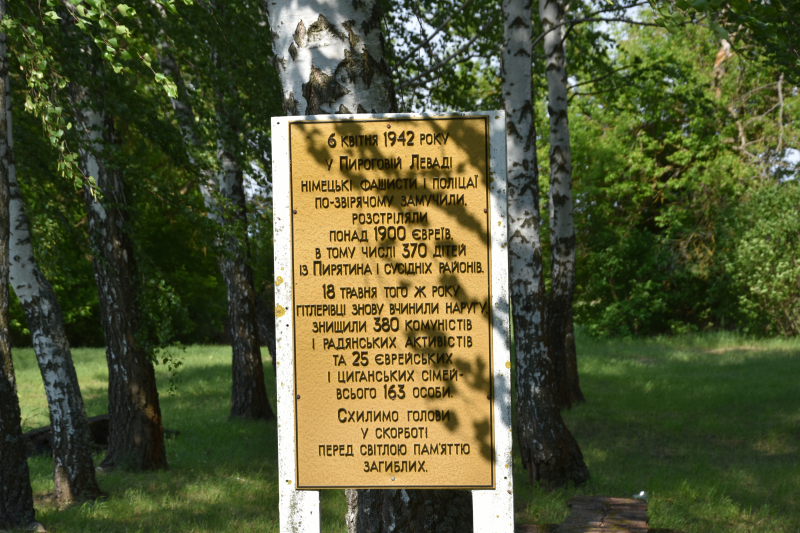 6 КВІТНЯ 1942 РОКУ
У ПИРОГОВІЙ ЛЕВАДІ
НІМЕЦЬКІ ФАШИСТИ І ПОЛІЦАЇ
ПО-ЗВІРЯЧОМУ ЗАМУЧИЛИ,
РОЗСТРІЛЯЛИ
ПОНАД 1900 ЄВРЕЇВ,
В ТОМУ ЧИСЛІ 370 ДІТЕЙ
ІЗ ПИРЯТИНА І СУСІДНІХ РАЙОНІВ.
18 ТРАВНЯ ТОГО Ж РОКУ
ГІТЛЕРІВЦІ ЗНОВУ ВЧИНИЛИ НАРУГУ
ЗНИЩИЛИ 380 КОМУНІСТІВ
І РАДЯНСЬКИХ АКТИВІСТІВ
ТА 25 ЄВРЕЙСЬКИХ
І ЦИГАНСЬКИХ СІМЕЙ-
ВСЬОГО 163 ОСОБИ.
СХИЛИМО ГОЛОВИ
У СКОРБОТІ
ПЕРЕД СВІТЛОЮ ПАМ'ЯТТЮ
ЗАГИБЛИХ.